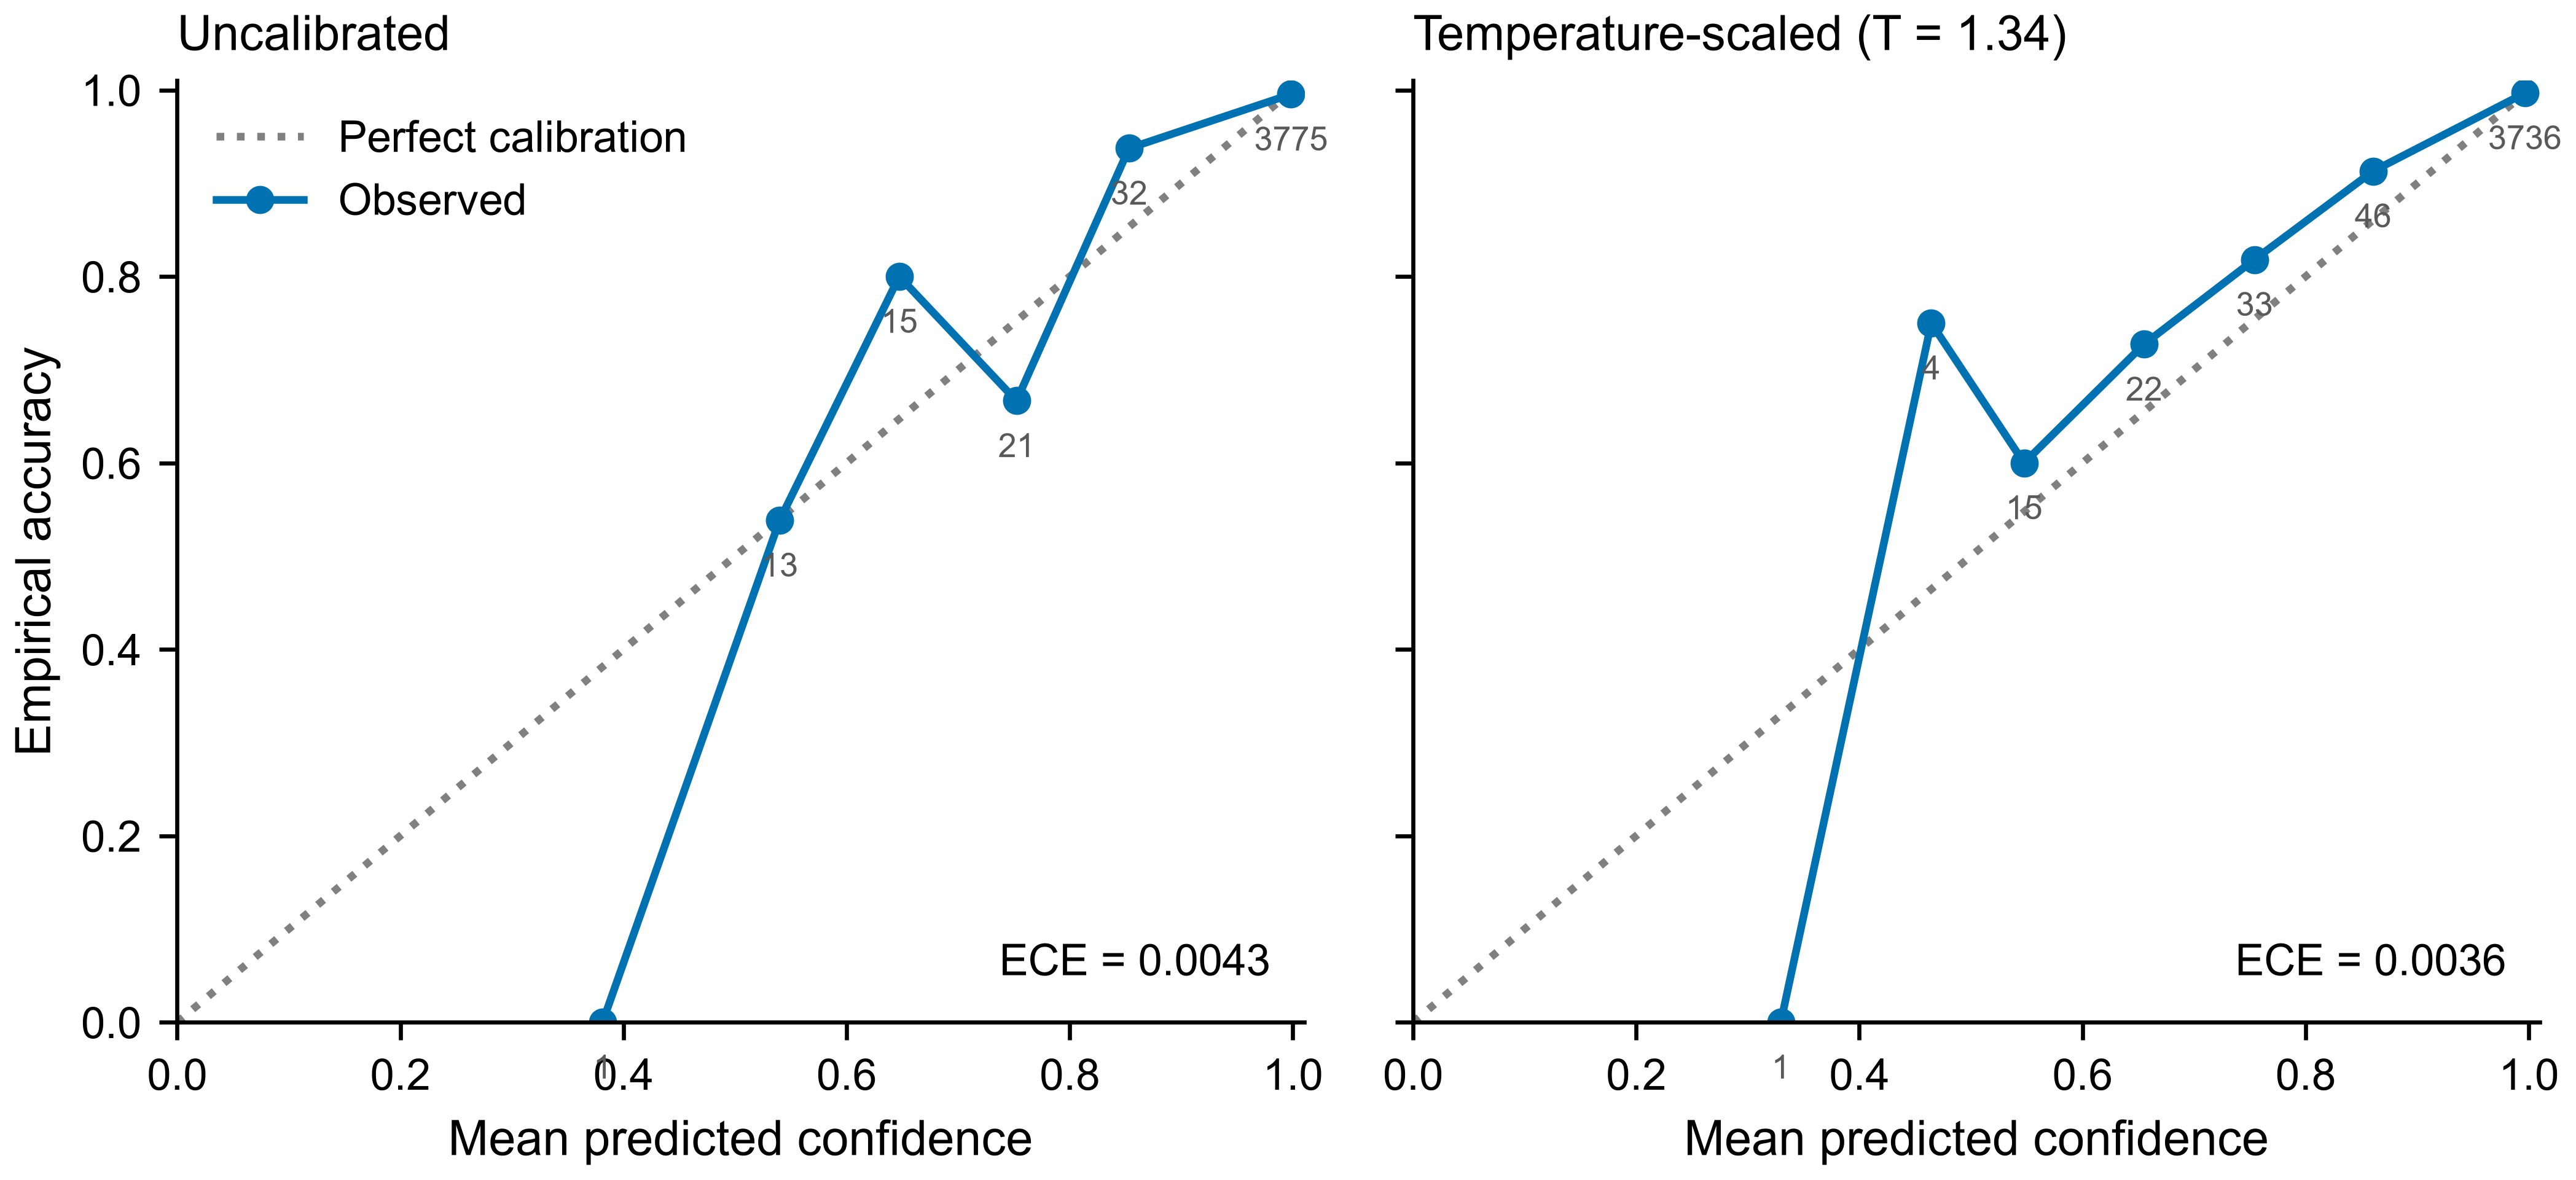 Uncalibrated
1.0
0.8
0.6
0.4
0.2
0.0
Empirical accuracy
Perfect calibration
Observed
3775
32
15
21
13
1
ECE = 0.0043
0.0 0.2 0.4 0.6 0.8 1.0
Mean predicted confidence
Temperature-scaled (T = 1.34)
3736
46
33
4
22
15
1
ECE = 0.0036
0.0 0.2 0.4 0.6 0.8 1.0
Mean predicted confidence